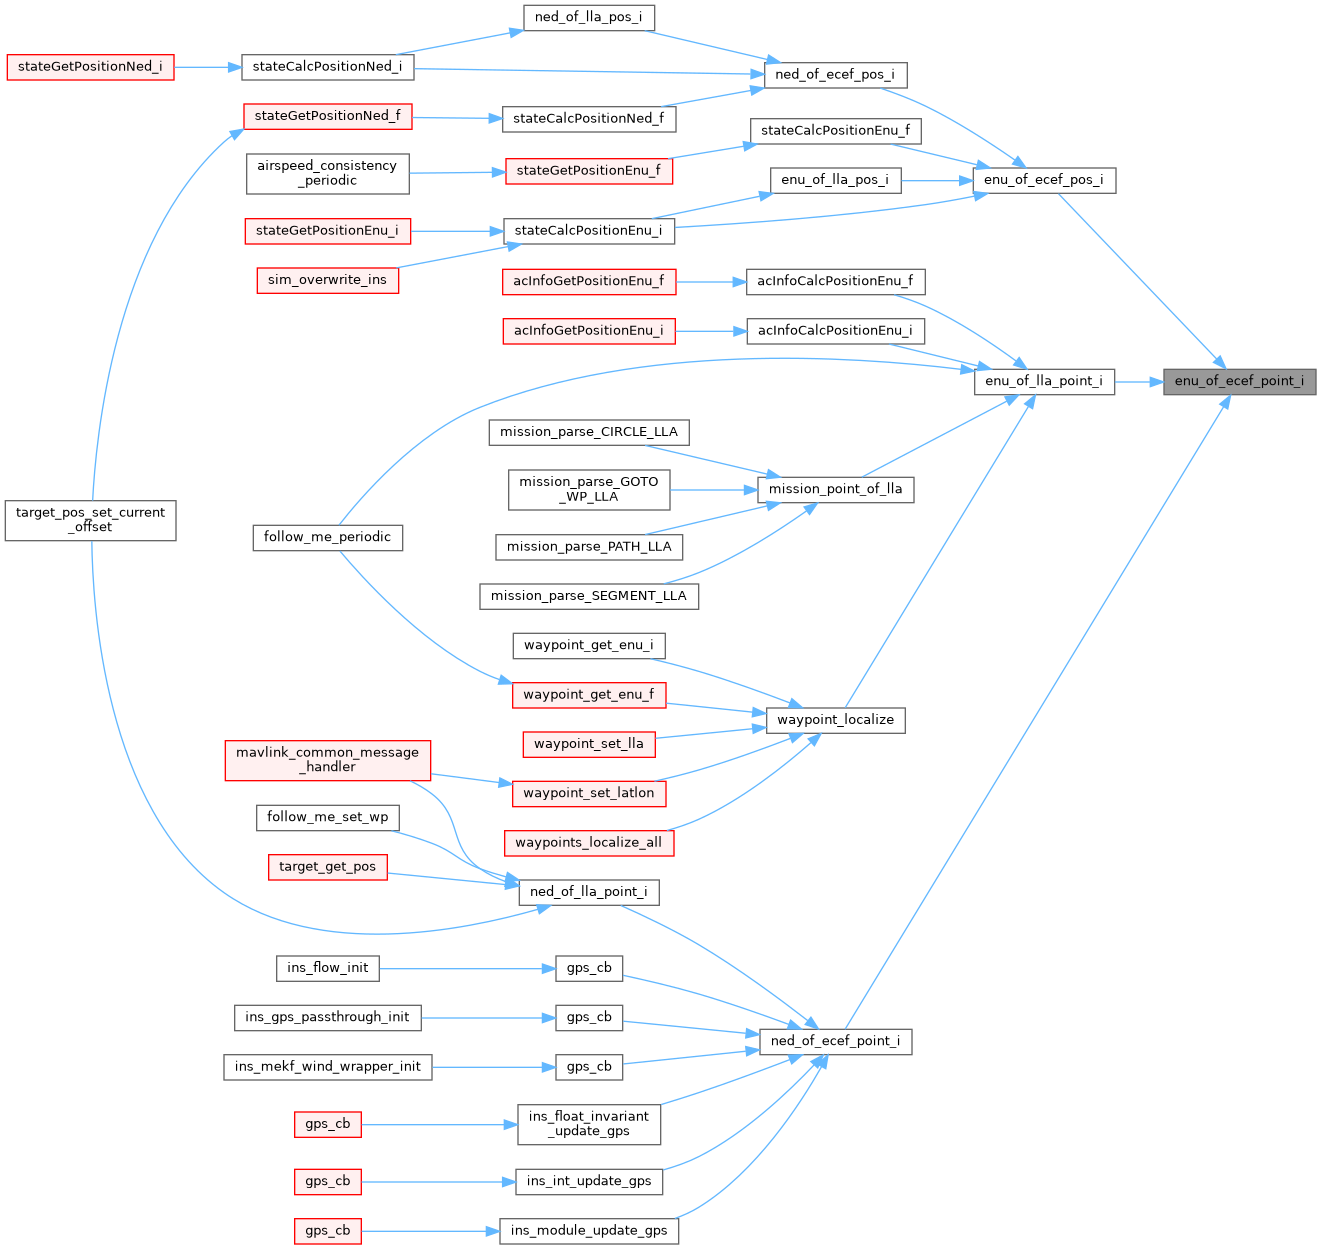 ned_of_lla_pos_i
stateGetPositionNed_i
stateCalcPositionNed_i
ned_of_ecef_pos_i
stateGetPositionNed_f
stateCalcPositionNed_f
stateCalcPositionEnu_f
airspeed_consistency
_periodic
stateGetPositionEnu_f
enu_of_lla_pos_i
enu_of_ecef_pos_i
stateGetPositionEnu_i
stateCalcPositionEnu_i
sim_overwrite_ins
acInfoGetPositionEnu_f
acInfoCalcPositionEnu_f
acInfoGetPositionEnu_i
acInfoCalcPositionEnu_i
enu_of_lla_point_i
enu_of_ecef_point_i
mission_parse_CIRCLE_LLA
mission_parse_GOTO
_WP_LLA
mission_point_of_lla
target_pos_set_current
_offset
follow_me_periodic
mission_parse_PATH_LLA
mission_parse_SEGMENT_LLA
waypoint_get_enu_i
waypoint_get_enu_f
waypoint_localize
waypoint_set_lla
mavlink_common_message
_handler
waypoint_set_latlon
follow_me_set_wp
waypoints_localize_all
target_get_pos
ned_of_lla_point_i
ins_flow_init
gps_cb
ins_gps_passthrough_init
gps_cb
ned_of_ecef_point_i
ins_mekf_wind_wrapper_init
gps_cb
gps_cb
ins_float_invariant
_update_gps
gps_cb
ins_int_update_gps
gps_cb
ins_module_update_gps